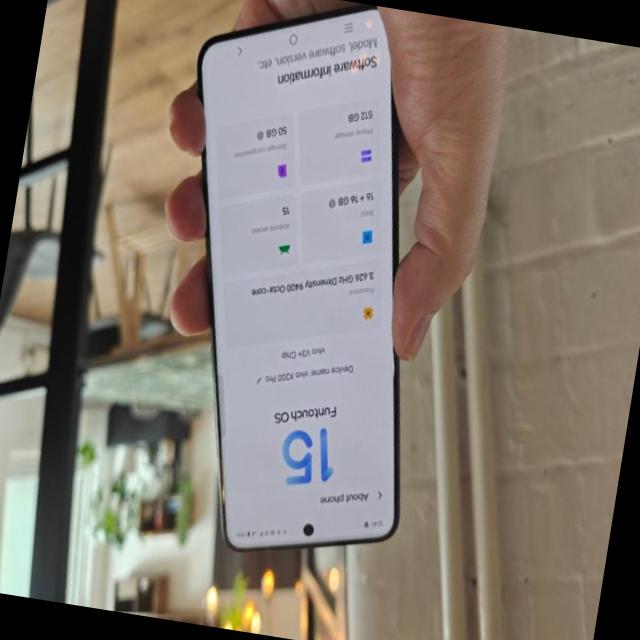 About phone
15
Funtouch OS
Device name: vivo X200 Pro
vivo V3+ Chip
Processor
3.626 GHz Dimensity 9400 Octa-core
RAM
16 + 16 GB
Android version
15
Phone storage
512 GB
Storage compression
50 GB
Software information
Model, software version, etc.